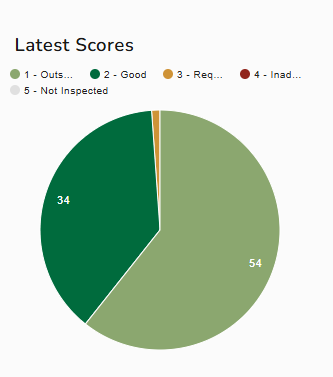 Latest Scores
1 - Outs... 2 - Good 3 - Req... 4 - Inad...
5 - Not Inspected
34
54